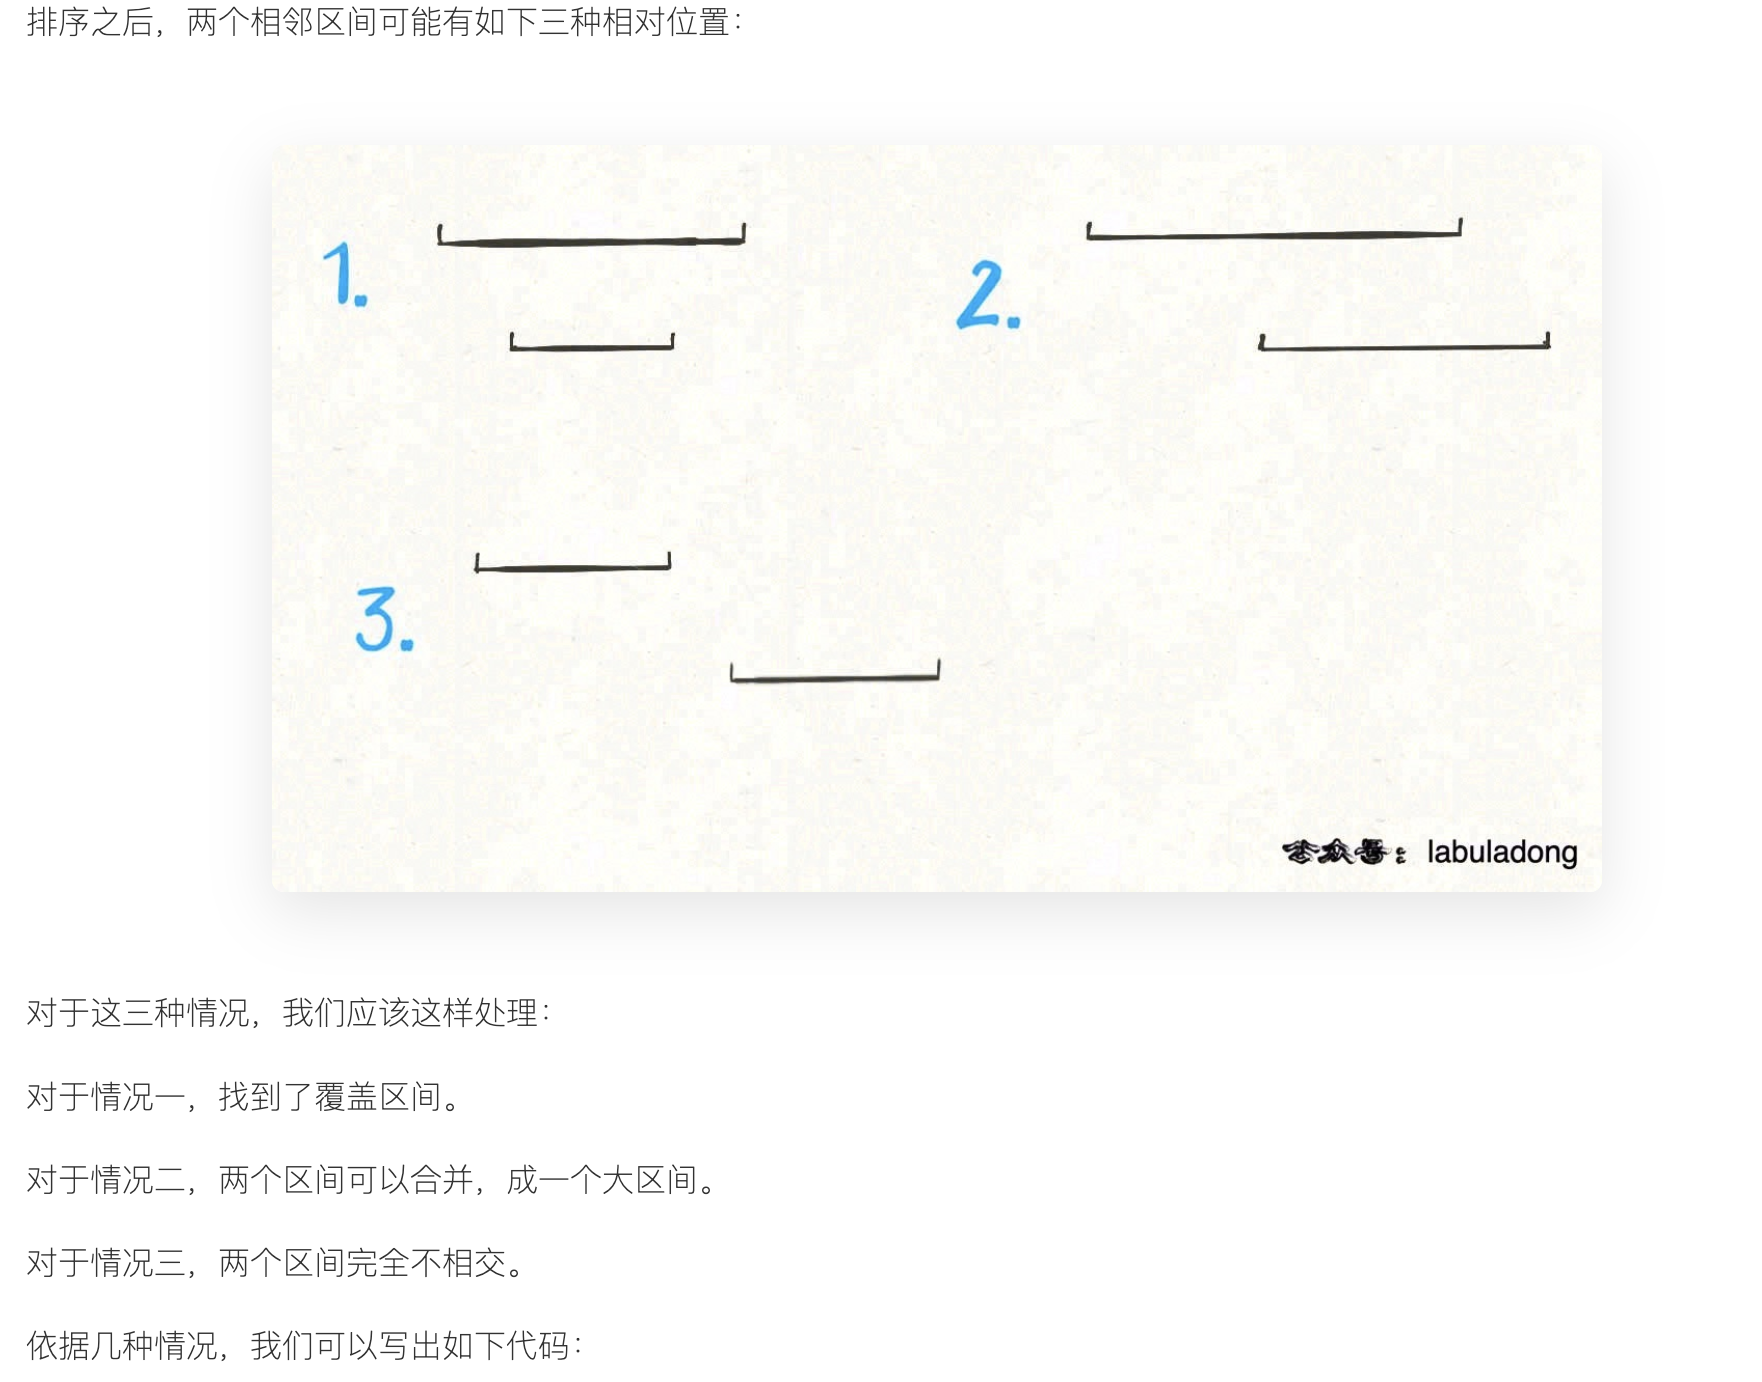 排序之后，两个相邻区间可能有如下三种相对位置：
1.
2.
3.
公众号：labuladong
对于这三种情况，我们应该这样处理：
对于情况一，找到了覆盖区间。
对于情况二，两个区间可以合并，成一个大区间。
对于情况三，两个区间完全不相交。
依据几种情况，我们可以写出如下代码：